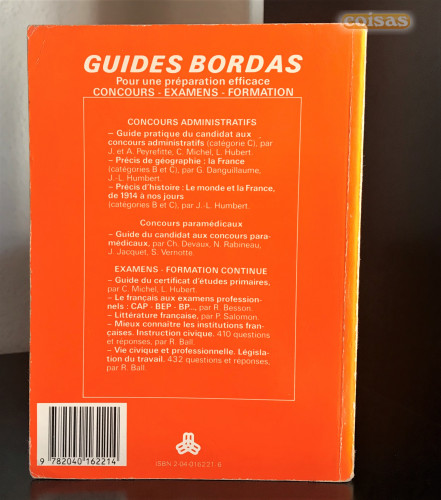 coisas
GUIDES BORDAS
Pour une préparation efficace
CONCOURS - EXAMENS - FORMATION
CONCOURS ADMINISTRATIFS
– Guide pratique du candidat aux
concours administratifs (catégorie C), par
J. et A. Peyrefitte, C. Michel, L. Hubert.
– Précis de géographie : la France
(catégories B et C), par G. Danguillaume,
J.-L. Humbert.
– Précis d'histoire : Le monde et la France,
de 1914 à nos jours
(catégories B et C), par J.-L. Humbert.
Concours paramédicaux
– Guide du candidat aux concours para-
médicaux, par Ch. Devaux, N. Rabineau,
J. Jacquet, S. Vernotte.
EXAMENS - FORMATION CONTINUE
– Guide du certificat d'études primaires,
par C. Michel, L. Hubert.
– Le français aux examens profession-
nels : CAP - BEP - BP..., par R. Besson.
– Littérature française, par P. Salomon.
– Mieux connaître les institutions fran-
çaises. Instruction civique. 410 questions
et réponses, par R. Ball.
– Vie civique et professionnelle. Législa-
tion du travail. 432 questions et réponses,
par R. Ball.
9 782040 162214
ISBN 2-04-016221-6